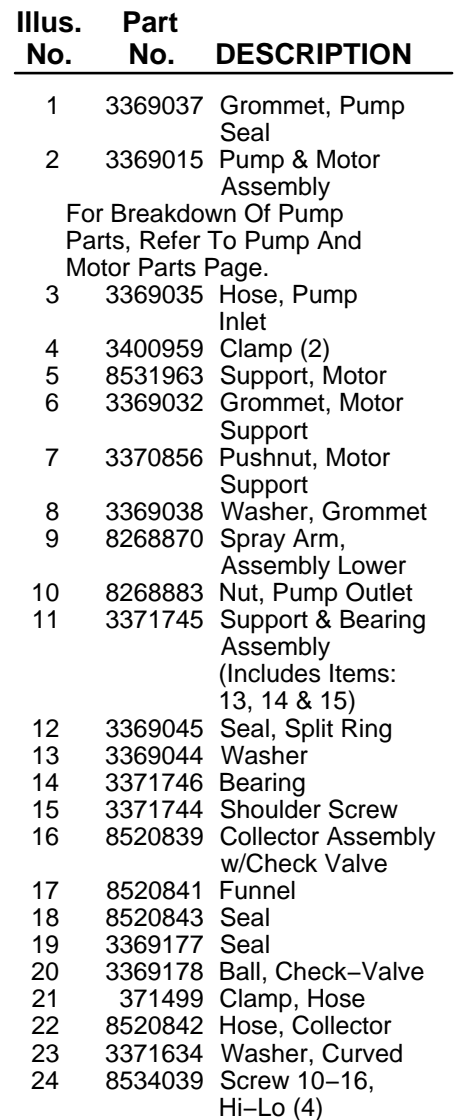 Illus. Part
No. No. DESCRIPTION
1 3369037 Grommet, Pump
Seal
2 3369015 Pump & Motor
Assembly
For Breakdown Of Pump
Parts, Refer To Pump And
Motor Parts Page.
3 3369035 Hose, Pump
Inlet
4 3400959 Clamp (2)
5 8531963 Support, Motor
6 3369032 Grommet, Motor
Support
7 3370856 Pushnut, Motor
Support
8 3369038 Washer, Grommet
9 8268870 Spray Arm,
Assembly Lower
10 8268883 Nut, Pump Outlet
11 3371745 Support & Bearing
Assembly
(Includes Items:
13, 14 & 15)
12 3369045 Seal, Split Ring
13 3369044 Washer
14 3371746 Bearing
15 3371744 Shoulder Screw
16 8520839 Collector Assembly
w/Check Valve
17 8520841 Funnel
18 8520843 Seal
19 3369177 Seal
20 3369178 Ball, Check−Valve
21 371499 Clamp, Hose
22 8520842 Hose, Collector
23 3371634 Washer, Curved
24 8534039 Screw 10−16,
Hi−Lo (4)